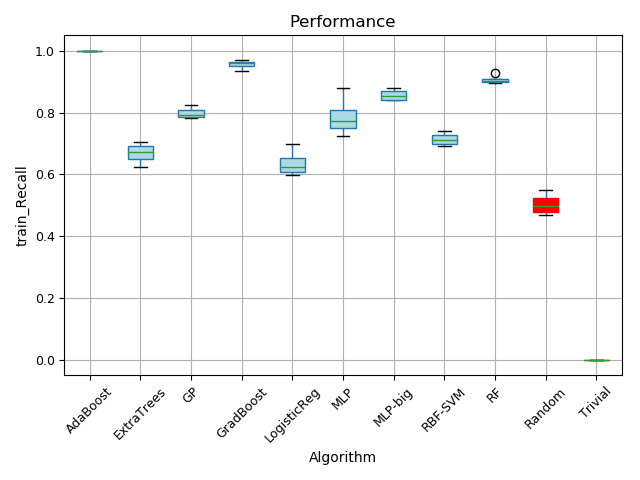 Performance
train_Recall
1.0
0.8
0.6
0.4
0.2
0.0
AdaBoost
ExtraTrees
GP
GradBoost
LogisticReg
MLP
MLP-big
RBF-SVM
RF
Random
Trivial
Algorithm